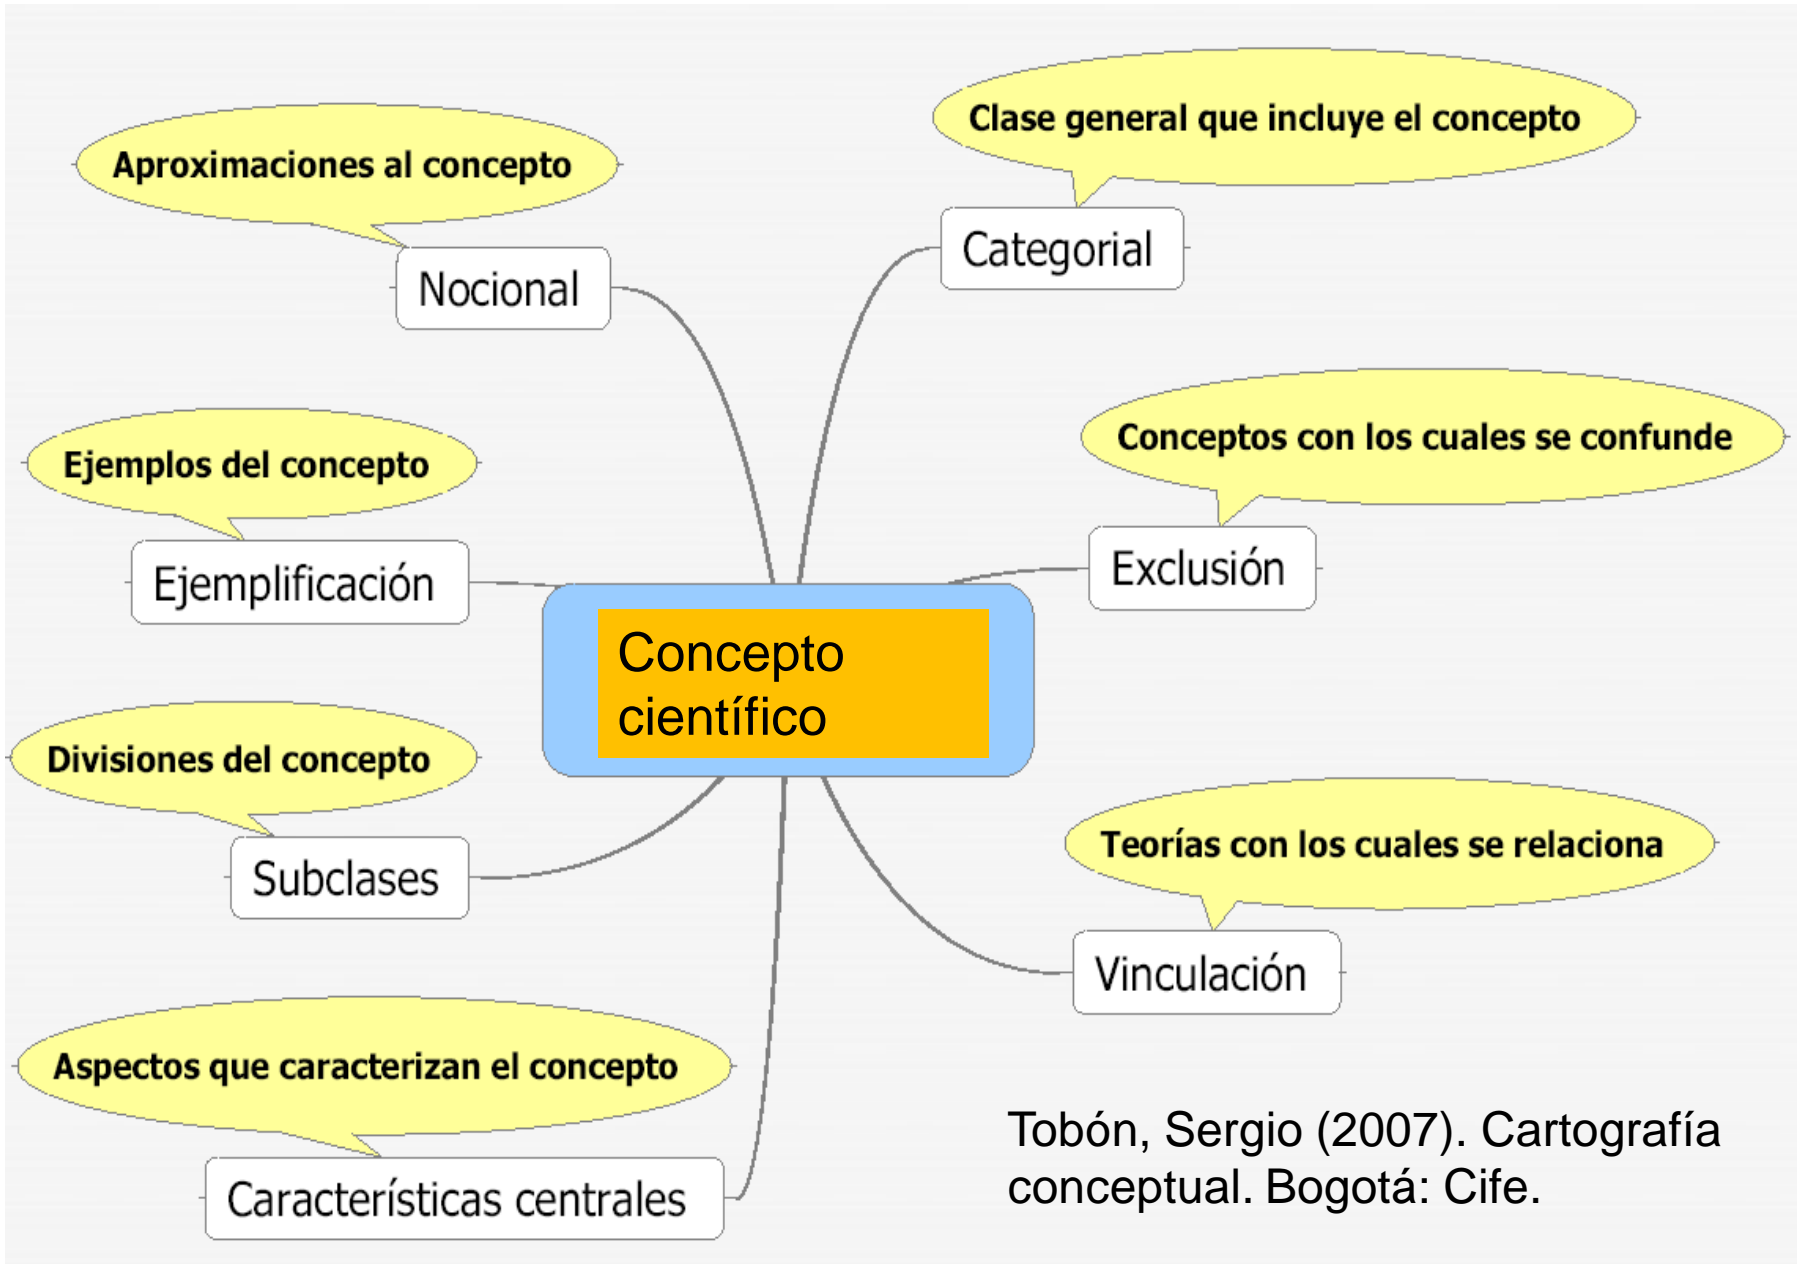 Clase general que incluye el concepto
Aproximaciones al concepto
Categorial
Nocional
Conceptos con los cuales se confunde
Ejemplos del concepto
Exclusión
Ejemplificación
Concepto
científico
Divisiones del concepto
Teorías con los cuales se relaciona
Subclases
Vinculación
Aspectos que caracterizan el concepto
Características centrales
Tobón, Sergio (2007). Cartografía
conceptual. Bogotá: Cife.